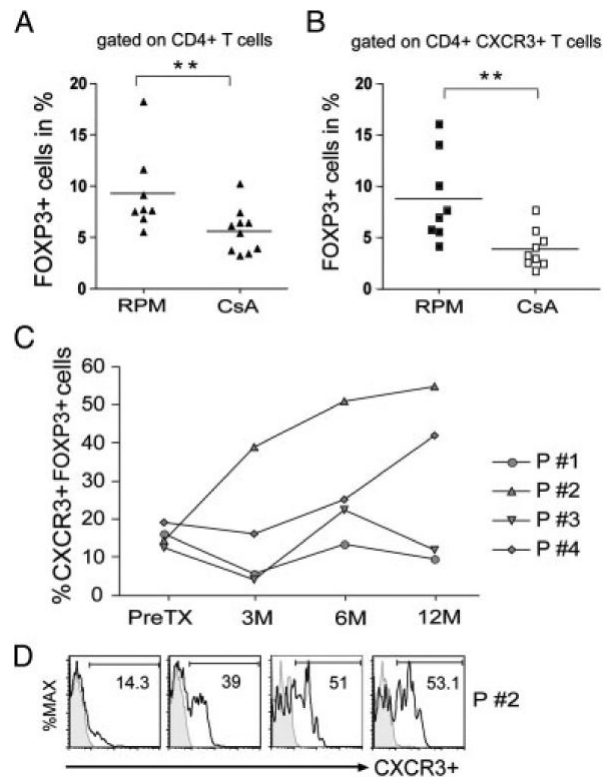 A
gated on CD4+ T cells
**
FOXP3+ cells in %
20
15
10
5
0
RPM
CsA
B
gated on CD4+ CXCR3+ T cells
**
FOXP3+ cells in %
20
15
10
5
0
RPM
CsA
C
%CXCR3+ FOXP3+ cells
60
50
40
30
20
10
0
PreTX
3M
6M
12M
P #1
P #2
P #3
P #4
D
%MAX
14.3
39
51
53.1
P #2
CXCR3+